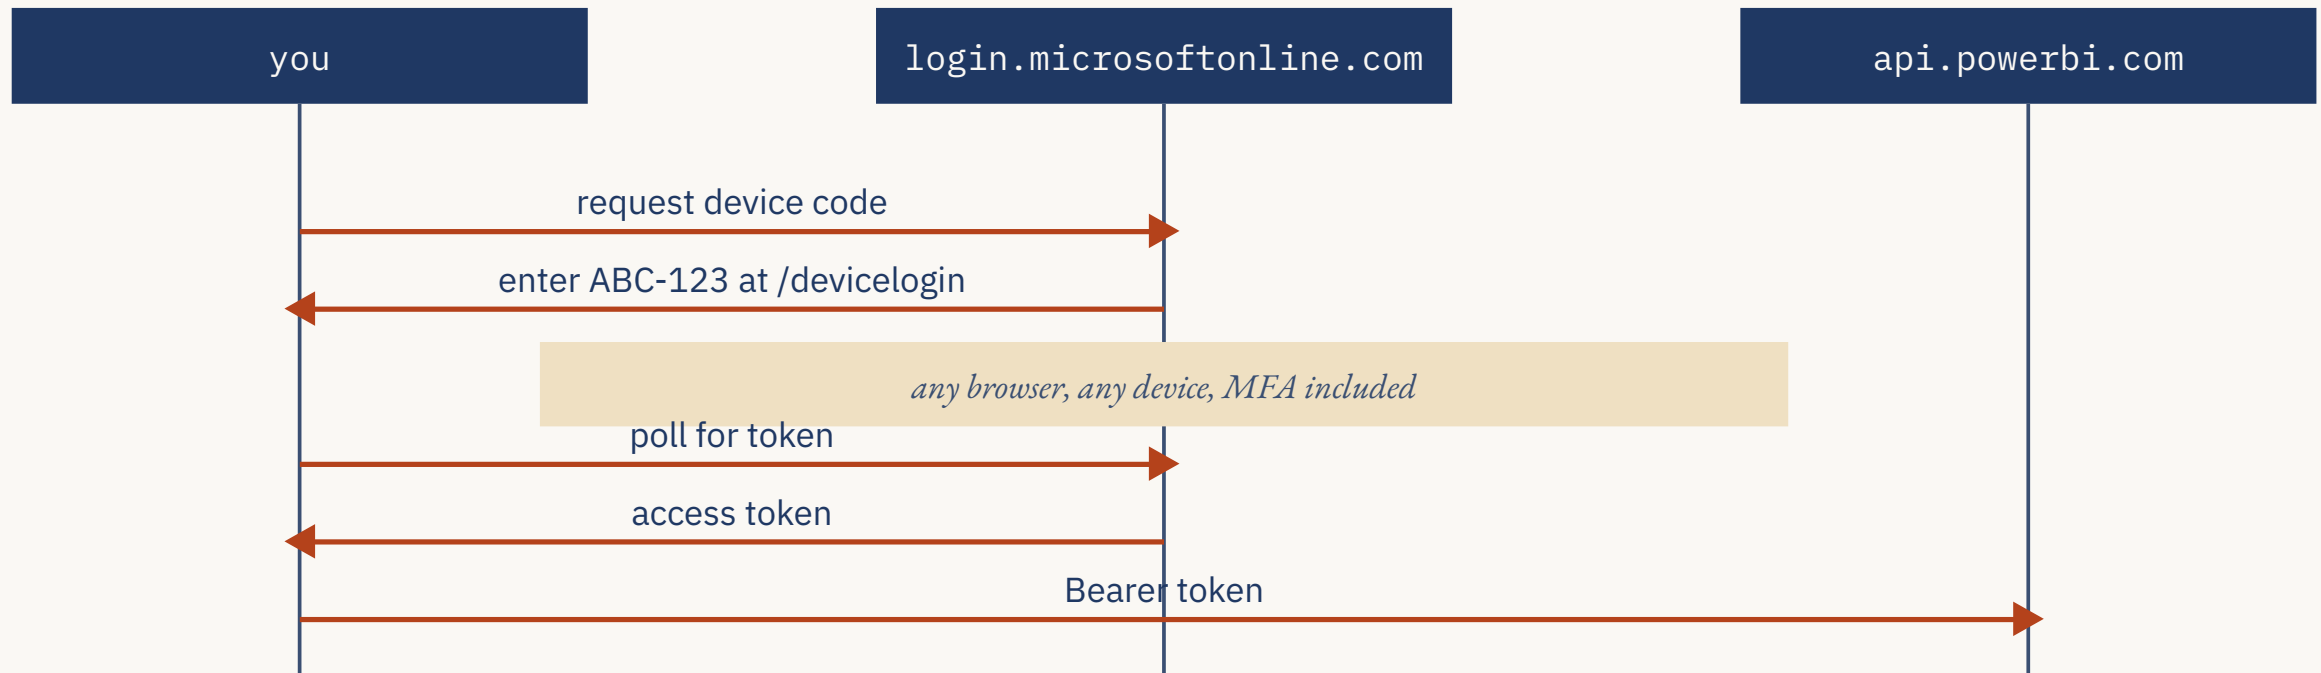 you
login.microsoftonline.com
api.powerbi.com
request device code
enter ABC-123 at /devicelogin
any browser, any device, MFA included
poll for token
access token
Bearer token